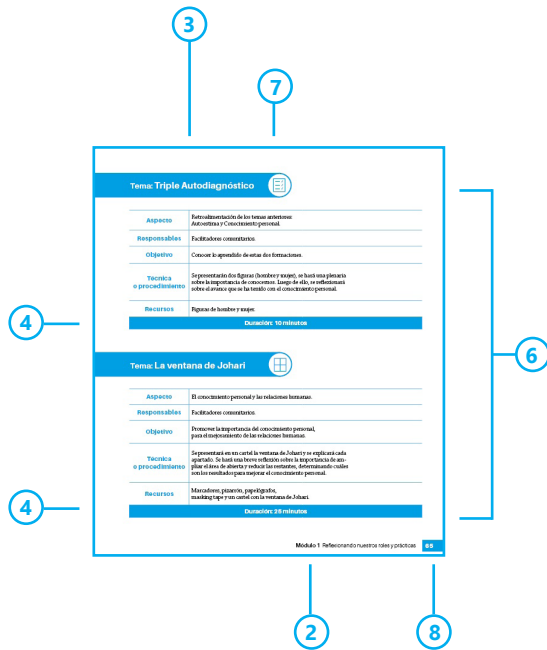 3
7
Tema: Triple Autodiagnóstico
Aspecto
Retroalimentación de los temas anteriores:
Autoestima y Conocimiento personal.
Responsables
Facilitadores comunitarios.
Objetivo
Conocer lo aprendido de estas dos formaciones.
Técnica
o procedimiento
Se presentarán dos figuras (hombre y mujer), se hará una plenaria
sobre la importancia de conocernos. Luego de ello, se reflexionará
sobre el avance que se ha tenido con el conocimiento personal.
Recursos
Figuras de hombre y mujer.
Duración: 10 minutos
4
6
Tema: La ventana de Johari
Aspecto
El conocimiento personal y las relaciones humanas.
Responsables
Facilitadores comunitarios.
Objetivo
Promover la importancia del conocimiento personal,
para el mejoramiento de las relaciones humanas.
Técnica
o procedimiento
Se presentará en un cartel la ventana de Johari y se explicará cada
apartado. Se hará una breve reflexión sobre la importancia de am-
pliar el área de abierta y reducir las restantes, determinando cuáles
son los resultados para mejorar el conocimiento personal.
Recursos
Marcadores, pizarrón, papelógrafos,
masking tape y un cartel con la ventana de Johari.
Duración: 25 minutos
4
Módulo 1 Reflexionando nuestros roles y prácticas 85
2
8